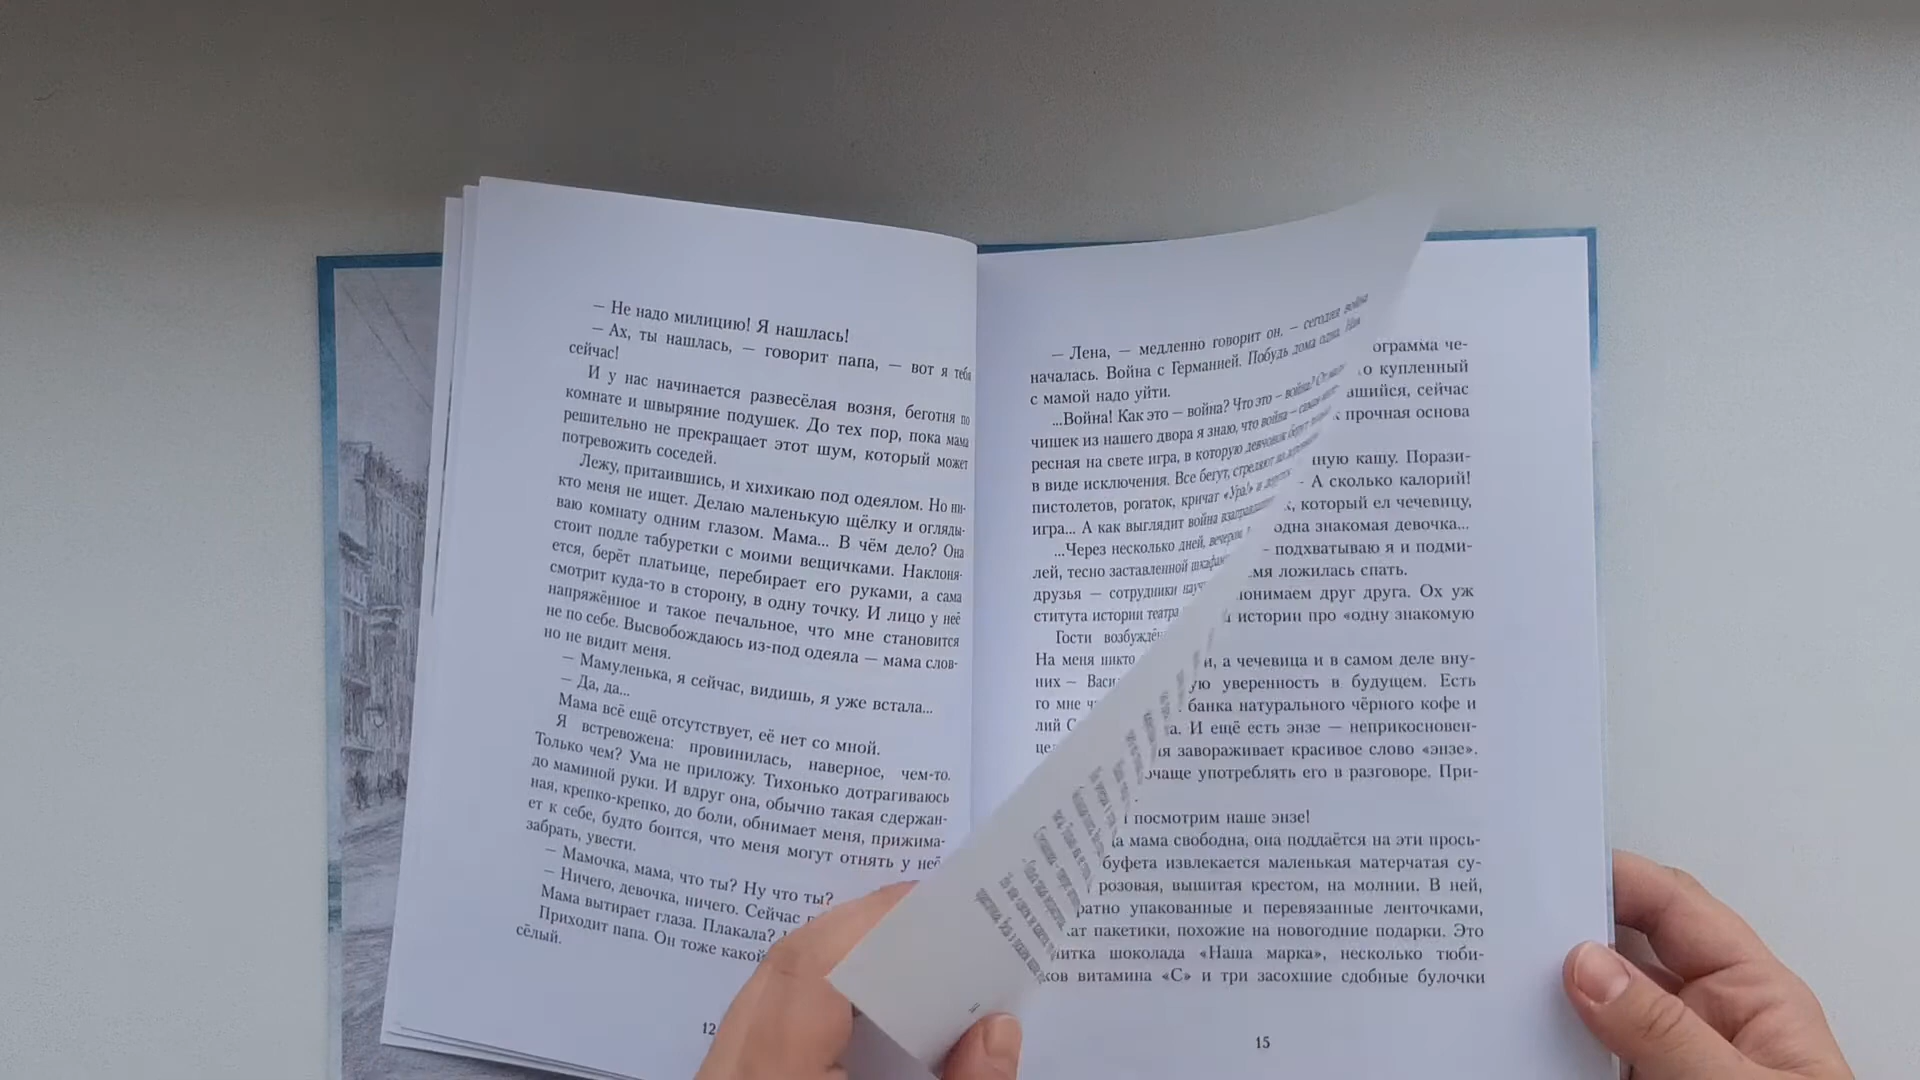 — Не надо милицию! Я нашлась!
— Ах, ты нашлась, — говорит папа, — вот я тебя
сейчас!
И у нас начинается развесёлая возня, беготня по
комнате и швыряние подушек. До тех пор, пока мама
решительно не прекращает этот шум, который может
потревожить соседей.
Лежу, притаившись, и хихикаю под одеялом. Но ни-
кто меня не ищет. Делаю маленькую щёлку и огляды-
ваю комнату одним глазом. Мама... В чём дело? Она
стоит подле табуретки с моими вещичками. Наклоня-
ется, берёт платьице, перебирает его руками, а сама
смотрит куда-то в сторону, в одну точку. И лицо у неё
напряжённое и такое печальное, что мне становится
не по себе. Высвобождаюсь из-под одеяла — мама слов-
но не видит меня.
— Мамуленька, я сейчас, видишь, я уже встала...
— Да, да...
Мама всё ещё отсутствует, её нет со мной.
Я встревожена: провинилась, наверное, чем-то.
Только чем? Ума не приложу. Тихонько дотрагиваюсь
до маминой руки. И вдруг она, обычно такая сдержан-
ная, крепко-крепко, до боли, обнимает меня, прижима-
ет к себе, будто боится, что меня могут отнять у неё,
забрать, увести.
— Мамочка, мама, что ты? Ну что ты?
— Ничего, девочка, ничего. Сейчас
Мама вытирает глаза. Плакала?
Приходит папа. Он тоже какой
сёлый.
12
— Лена, — медленно говорит он, — сегодня война
началась. Война с Германией. Побудь дома одна. Нам
с мамой надо уйти.
...Война! Как это — война? Что это – война? От маль-
чишек из нашего двора я знаю, что война – самая инте-
ресная на свете игра, в которую девчонок берут только
в виде исключения. Все бегут, стреляют из деревянных
пистолетов, рогаток, кричат «Ура!» и
игра... А как выглядит война взаправдашняя
...Через несколько дней, вечером,
лей, тесно заставленной шкафами
друзья — сотрудники
ститута истории театра
Гости
На меня никто
них —
го мне
лий
ограмма че-
о купленный
ашийся, сейчас
прочная основа
нную кашу. Порази-
А сколько калорий!
который ел чечевицу,
одна знакомая девочка...
– подхватываю я и подми-
мя ложилась спать.
понимаем друг друга. Ох уж
истории про «одну знакомую
и, а чечевица и в самом деле вну-
ую уверенность в будущем. Есть
банка натурального чёрного кофе и
а. И ещё есть энзе — неприкосновен-
я завораживает красивое слово «энзе».
очаще употреблять его в разговоре. При-
посмотрим наше энзе!
да мама свободна, она поддаётся на эти прось-
буфета извлекается маленькая матерчатая су-
розовая, вышитая крестом, на молнии. В ней,
ратно упакованные и перевязанные ленточками,
ат пакетики, похожие на новогодние подарки. Это
литка шоколада «Наша марка», несколько тюби-
ков витамина «С» и три засохшие сдобные булочки
15